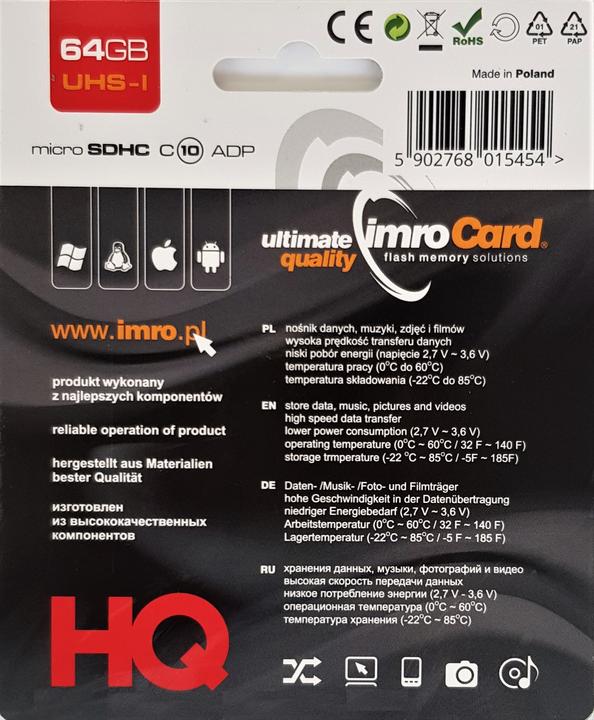 64GB
UHS-I
CE
RoHS
01
PET
21
PAP
Made in Poland
5 902768 015454 >
micro SDHC C 10 ADP
ultimate
quality
imroCard®
flash memory solutions
www.imro.pl
produkt wykonany
z najlepszych komponentów
reliable operation of product
hergestellt aus Materialien
bester Qualität
изготовлен
из высококачественных
компонентов
PL nośnik danych, muzyki, zdjęć i filmów
wysoka prędkość transferu danych
niski pobór energii (napięcie 2,7 V ~ 3,6 V)
temperatura pracy (0°C do 60°C)
temperatura składowania (-22°C do 85°C)
EN store data, music, pictures and videos
high speed data transfer
lower power consumption (2,7 V ~ 3,6 V)
operating temperature (0°C ~ 60°C / 32 F ~ 140 F)
storage trmperature (-22 °C ~ 85°C / -5F ~ 185F)
DE Daten- /Musik- /Foto- und Filmträger
hohe Geschwindigkeit in der Datenübertragung
niedriger Energiebedarf (2,7 V ~ 3,6 V)
Arbeitstemperatur (0°C ~ 60°C / 32 F ~ 140 F)
Lagertemperatur (-22°C ~ 85°C / -5 F ~ 185 F)
RU хранения данных, музыки, фотографий и видео
высокая скорость передачи данных
низкое потребление энергии (2,7 V - 3,6 V)
операционная температура (0°C ~ 60°C)
температура хранения (-22°C ~ 85°C)
HQ